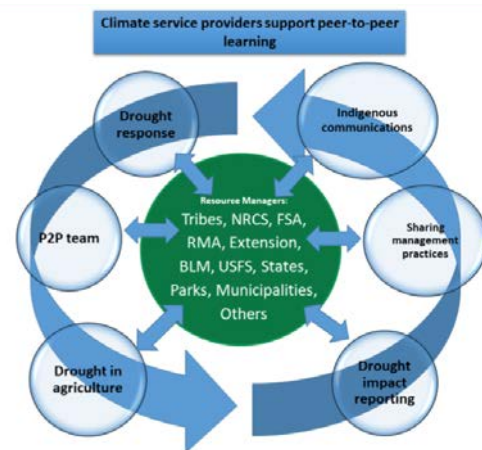 Climate service providers support peer-to-peer
learning
Drought
response
Indigenous
communications
Resource Managers:
Tribes, NRCS, FSA,
RMA, Extension,
BLM, USFS, States,
Parks, Municipalities,
Others
P2P team
Sharing
management
practices
Drought in
agriculture
Drought
impact
reporting